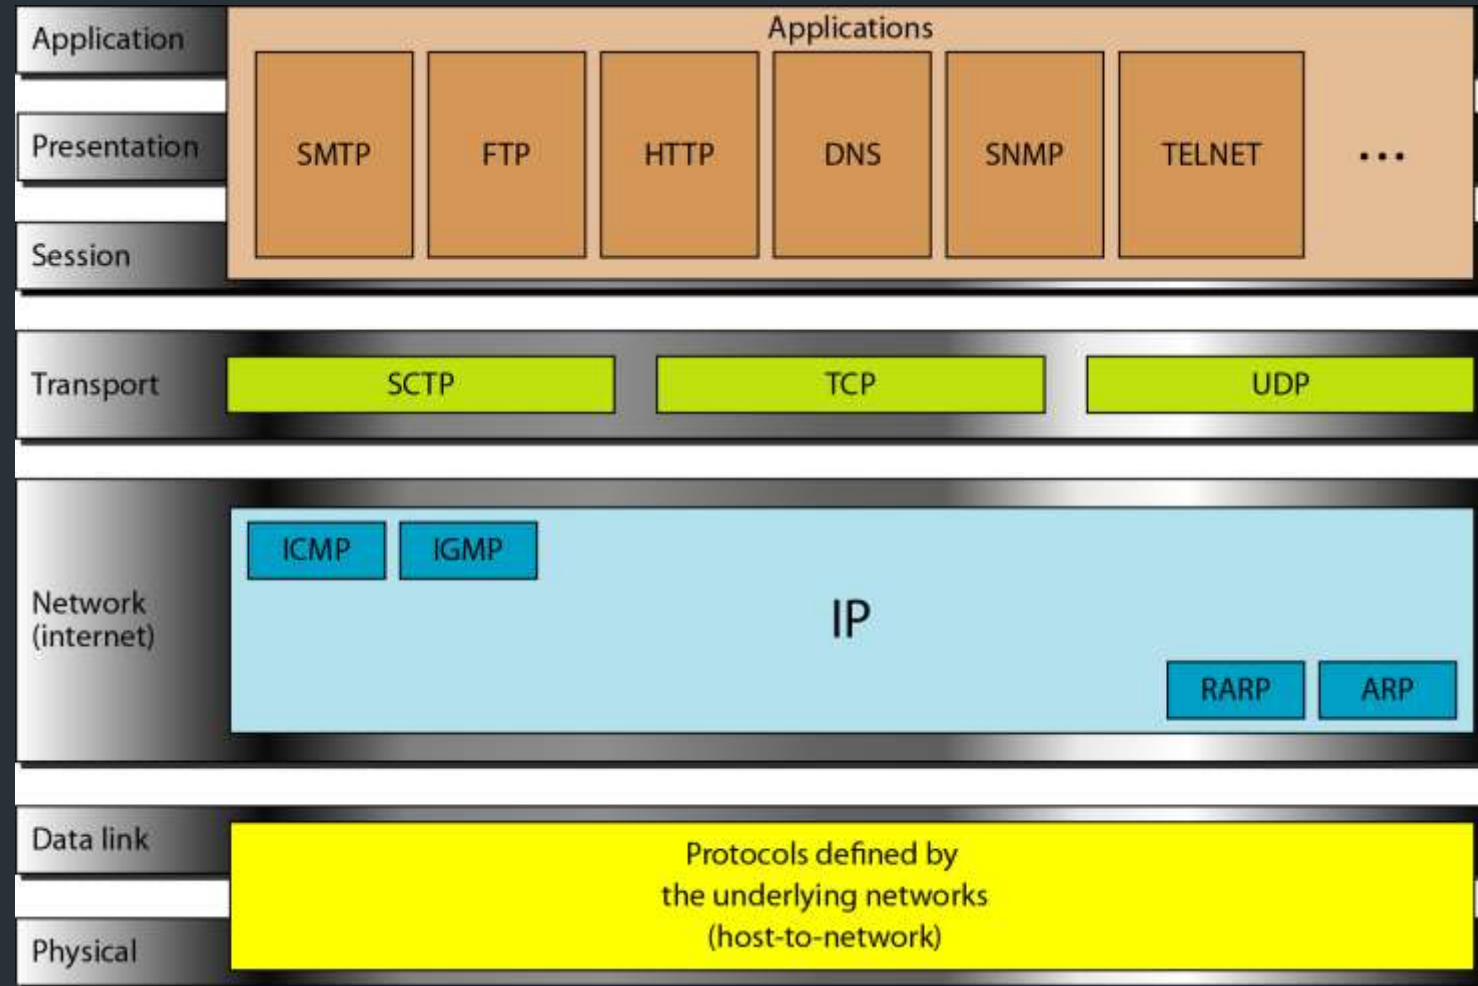 Application
Applications
Presentation
SMTP
FTP
HTTP
DNS
SNMP
TELNET
...
Session
Transport
SCTP
TCP
UDP
Network
(internet)
ICMP
IGMP
IP
RARP
ARP
Data link
Physical
Protocols defined by
the underlying networks
(host-to-network)